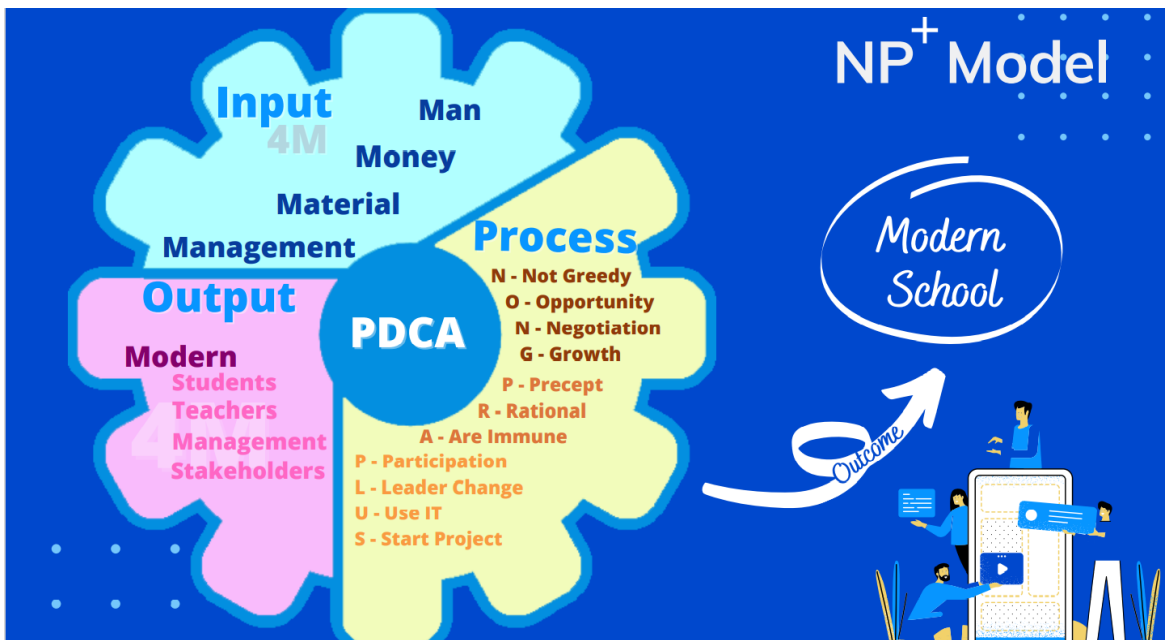 NP+ Model
Input
4M
Man
Money
Material
Management
Process
N - Not Greedy
O - Opportunity
N - Negotiation
G - Growth
P - Precept
R - Rational
A - Are Immune
P - Participation
L - Leader Change
U - Use IT
S - Start Project
Output
Modern
4M
Students
Teachers
Management
Stakeholders
PDCA
Outcome
Modern
School